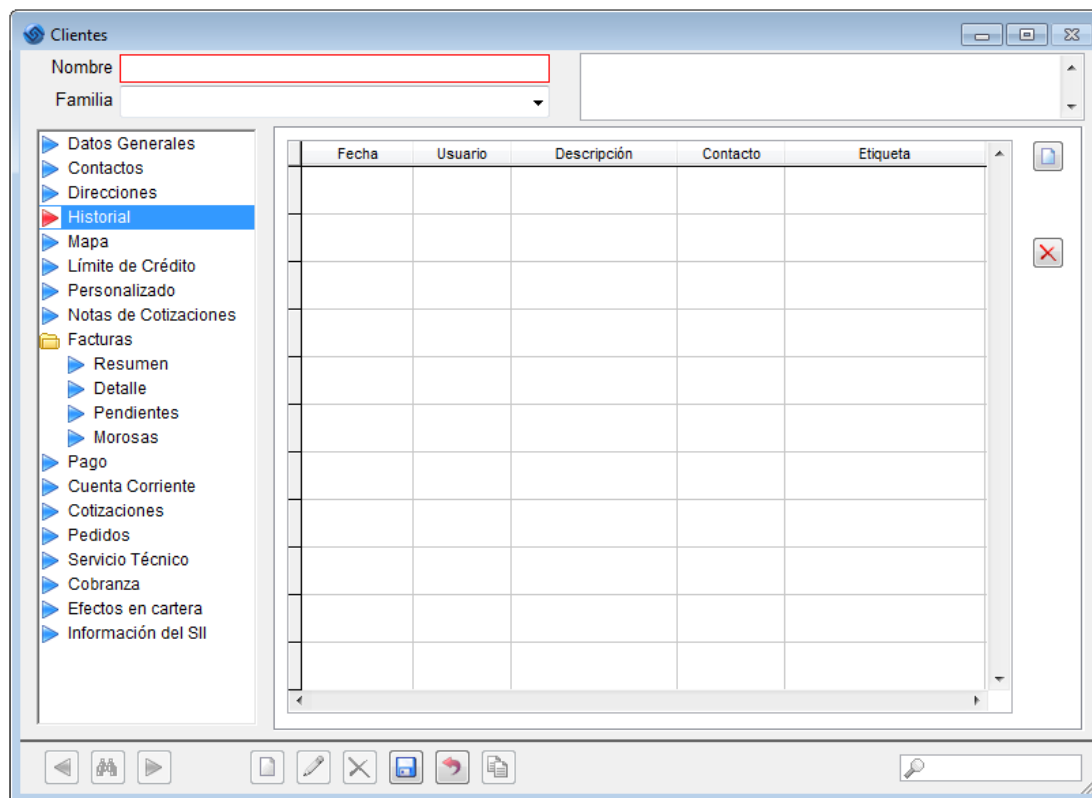 Clientes
Nombre
Familia
Datos Generales
Contactos
Direcciones
Historial
Mapa
Límite de Crédito
Personalizado
Notas de Cotizaciones
Facturas
Resumen
Detalle
Pendientes
Morosas
Pago
Cuenta Corriente
Cotizaciones
Pedidos
Servicio Técnico
Cobranza
Efectos en cartera
Información del SII
Fecha Usuario Descripción Contacto Etiqueta